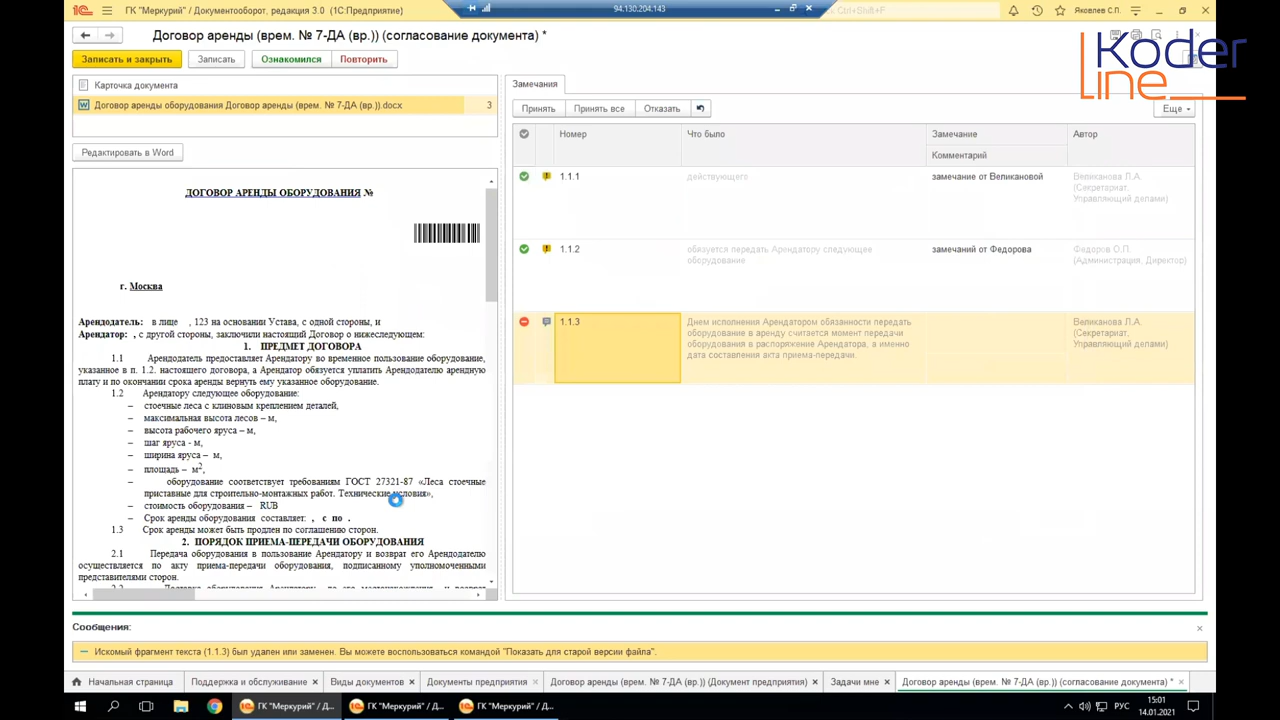 ГК "Меркурий" / Документооборот, редакция 3.0 (1С:Предприятие)
94.130.204.143
Ctrl+Shift+F
Яковлев С.П.
Договор аренды (врем. № 7-ДА (вр.)) (согласование документа) *
Koder
line
Записать и закрыть
Записать
Ознакомился
Повторить
Карточка документа
Договор аренды оборудования Договор аренды (врем. № 7-ДА (вр.)).docx
3
Редактировать в Word
ДОГОВОР АРЕНДЫ ОБОРУДОВАНИЯ №
г. Москва
Арендодатель: в лице , 123 на основании Устава, с одной стороны, и
Арендатор: , с другой стороны, заключили настоящий Договор о нижеследующем:
1. ПРЕДМЕТ ДОГОВОРА
1.1 Арендодатель предоставляет Арендатору во временное пользование оборудование,
указанное в п. 1.2. настоящего договора, а Арендатор обязуется уплатить Арендодателю арендную
плату и по окончании срока аренды вернуть ему указанное оборудование.
1.2 Арендатору следующее оборудование:
– стоечные леса с клиновым креплением деталей,
– максимальная высота лесов – м,
– высота рабочего яруса – м,
– шаг яруса - м,
– ширина яруса – м,
– площадь – м2,
– оборудование соответствует требованиям ГОСТ 27321-87 «Леса стоечные
приставные для строительно-монтажных работ. Технические условия»,
– стоимость оборудования – RUB
– Срок аренды оборудования составляет: , с по .
1.3 Срок аренды может быть продлен по соглашению сторон.
2. ПОРЯДОК ПРИЕМА-ПЕРЕДАЧИ ОБОРУДОВАНИЯ
2.1 Передача оборудования в пользование Арендатору и возврат его Арендодателю
осуществляется по акту приема-передачи оборудования, подписанному уполномоченными
представителями сторон.
Замечания
Принять
Принять все
Отказать
Еще
Номер
Что было
Замечание
Автор
Комментарий
1.1.1
действующего
замечание от Великановой
Великанова Л.А.
(Секретариат,
Управляющий делами)
1.1.2
обязуется передать Арендатору следующее
оборудование
замечаний от Федорова
Федоров О.П.
(Администрация, Директор)
1.1.3
Днем исполнения Арендатором обязанности передать
оборудование в аренду считается момент передачи
оборудования в распоряжение Арендатора, а именно
дата составления акта приема-передачи.
Великанова Л.А.
(Секретариат,
Управляющий делами)
Сообщения:
– Искомый фрагмент текста (1.1.3) был удален или заменен. Вы можете воспользоваться командой "Показать для старой версии файла".
Начальная страница
Поддержка и обслуживание
Виды документов
Документы предприятия
Договор аренды (врем. № 7-ДА (вр.)) (Документ предприятия)
Задачи мне
Договор аренды (врем. № 7-ДА (вр.)) (согласование документа) *
ГК "Меркурий" / Д...
ГК "Меркурий" / Д...
ГК "Меркурий" / Д...
РУС
15:01
14.01.2021